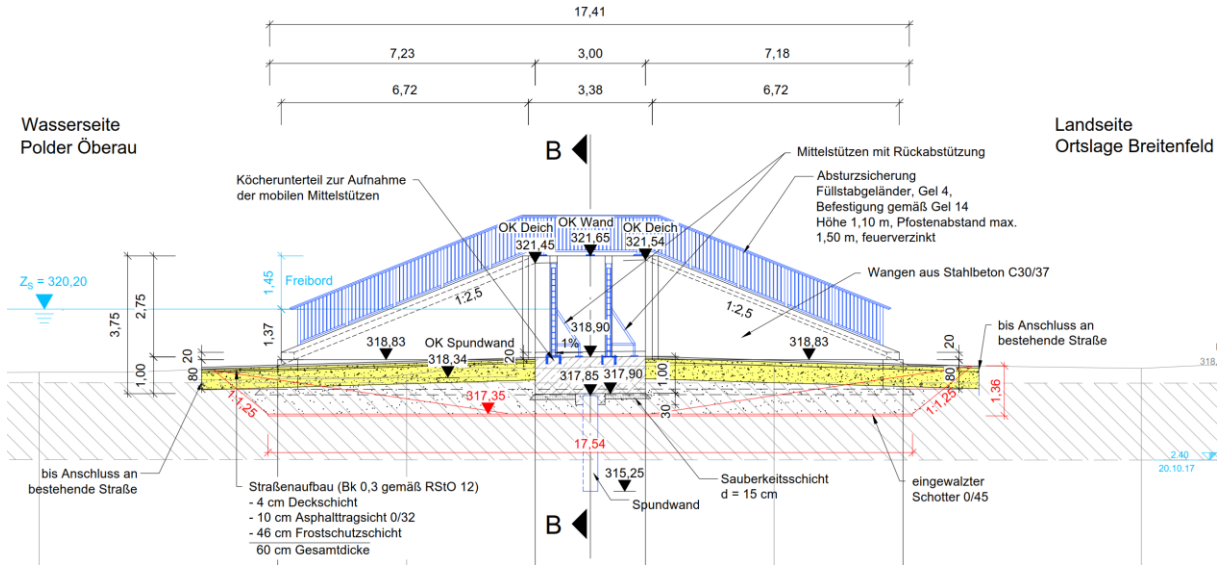 17,41
7,23
3,00
7,18
6,72
3,38
6,72
Wasserseite
Polder Öberau
Landseite
Ortslage Breitenfeld
B
Mittelstützen mit Rückabstützung
Köcherunterteil zur Aufnahme
der mobilen Mittelstützen
Absturzsicherung
Füllstabgeländer, Gel 4,
Befestigung gemäß Gel 14
Höhe 1,10 m, Pfostenabstand max.
1,50 m, feuerverzinkt
OK Deich
321,45
OK Wand
321,65
OK Deich
321,54
Wangen aus Stahlbeton C30/37
ZS = 320,20
1,45
Freibord
1:2,5
1:2,5
3,75
2,75
1,37
318,90
1%
318,83
OK Spundwand
318,34
20
318,83
20
80
1,00
20
80
bis Anschluss an
bestehende Straße
318,
317,85
317,90
1,00
30
1,36
1:1,25
1:1,25
317,35
17,54
2.40
20.10.17
bis Anschluss an
bestehende Straße
Straßenaufbau (Bk 0,3 gemäß RStO 12)
- 4 cm Deckschicht
- 10 cm Asphalttragsicht 0/32
- 46 cm Frostschutzschicht
60 cm Gesamtdicke
315,25
Spundwand
Sauberkeitsschicht
d = 15 cm
eingewalzter
Schotter 0/45
B